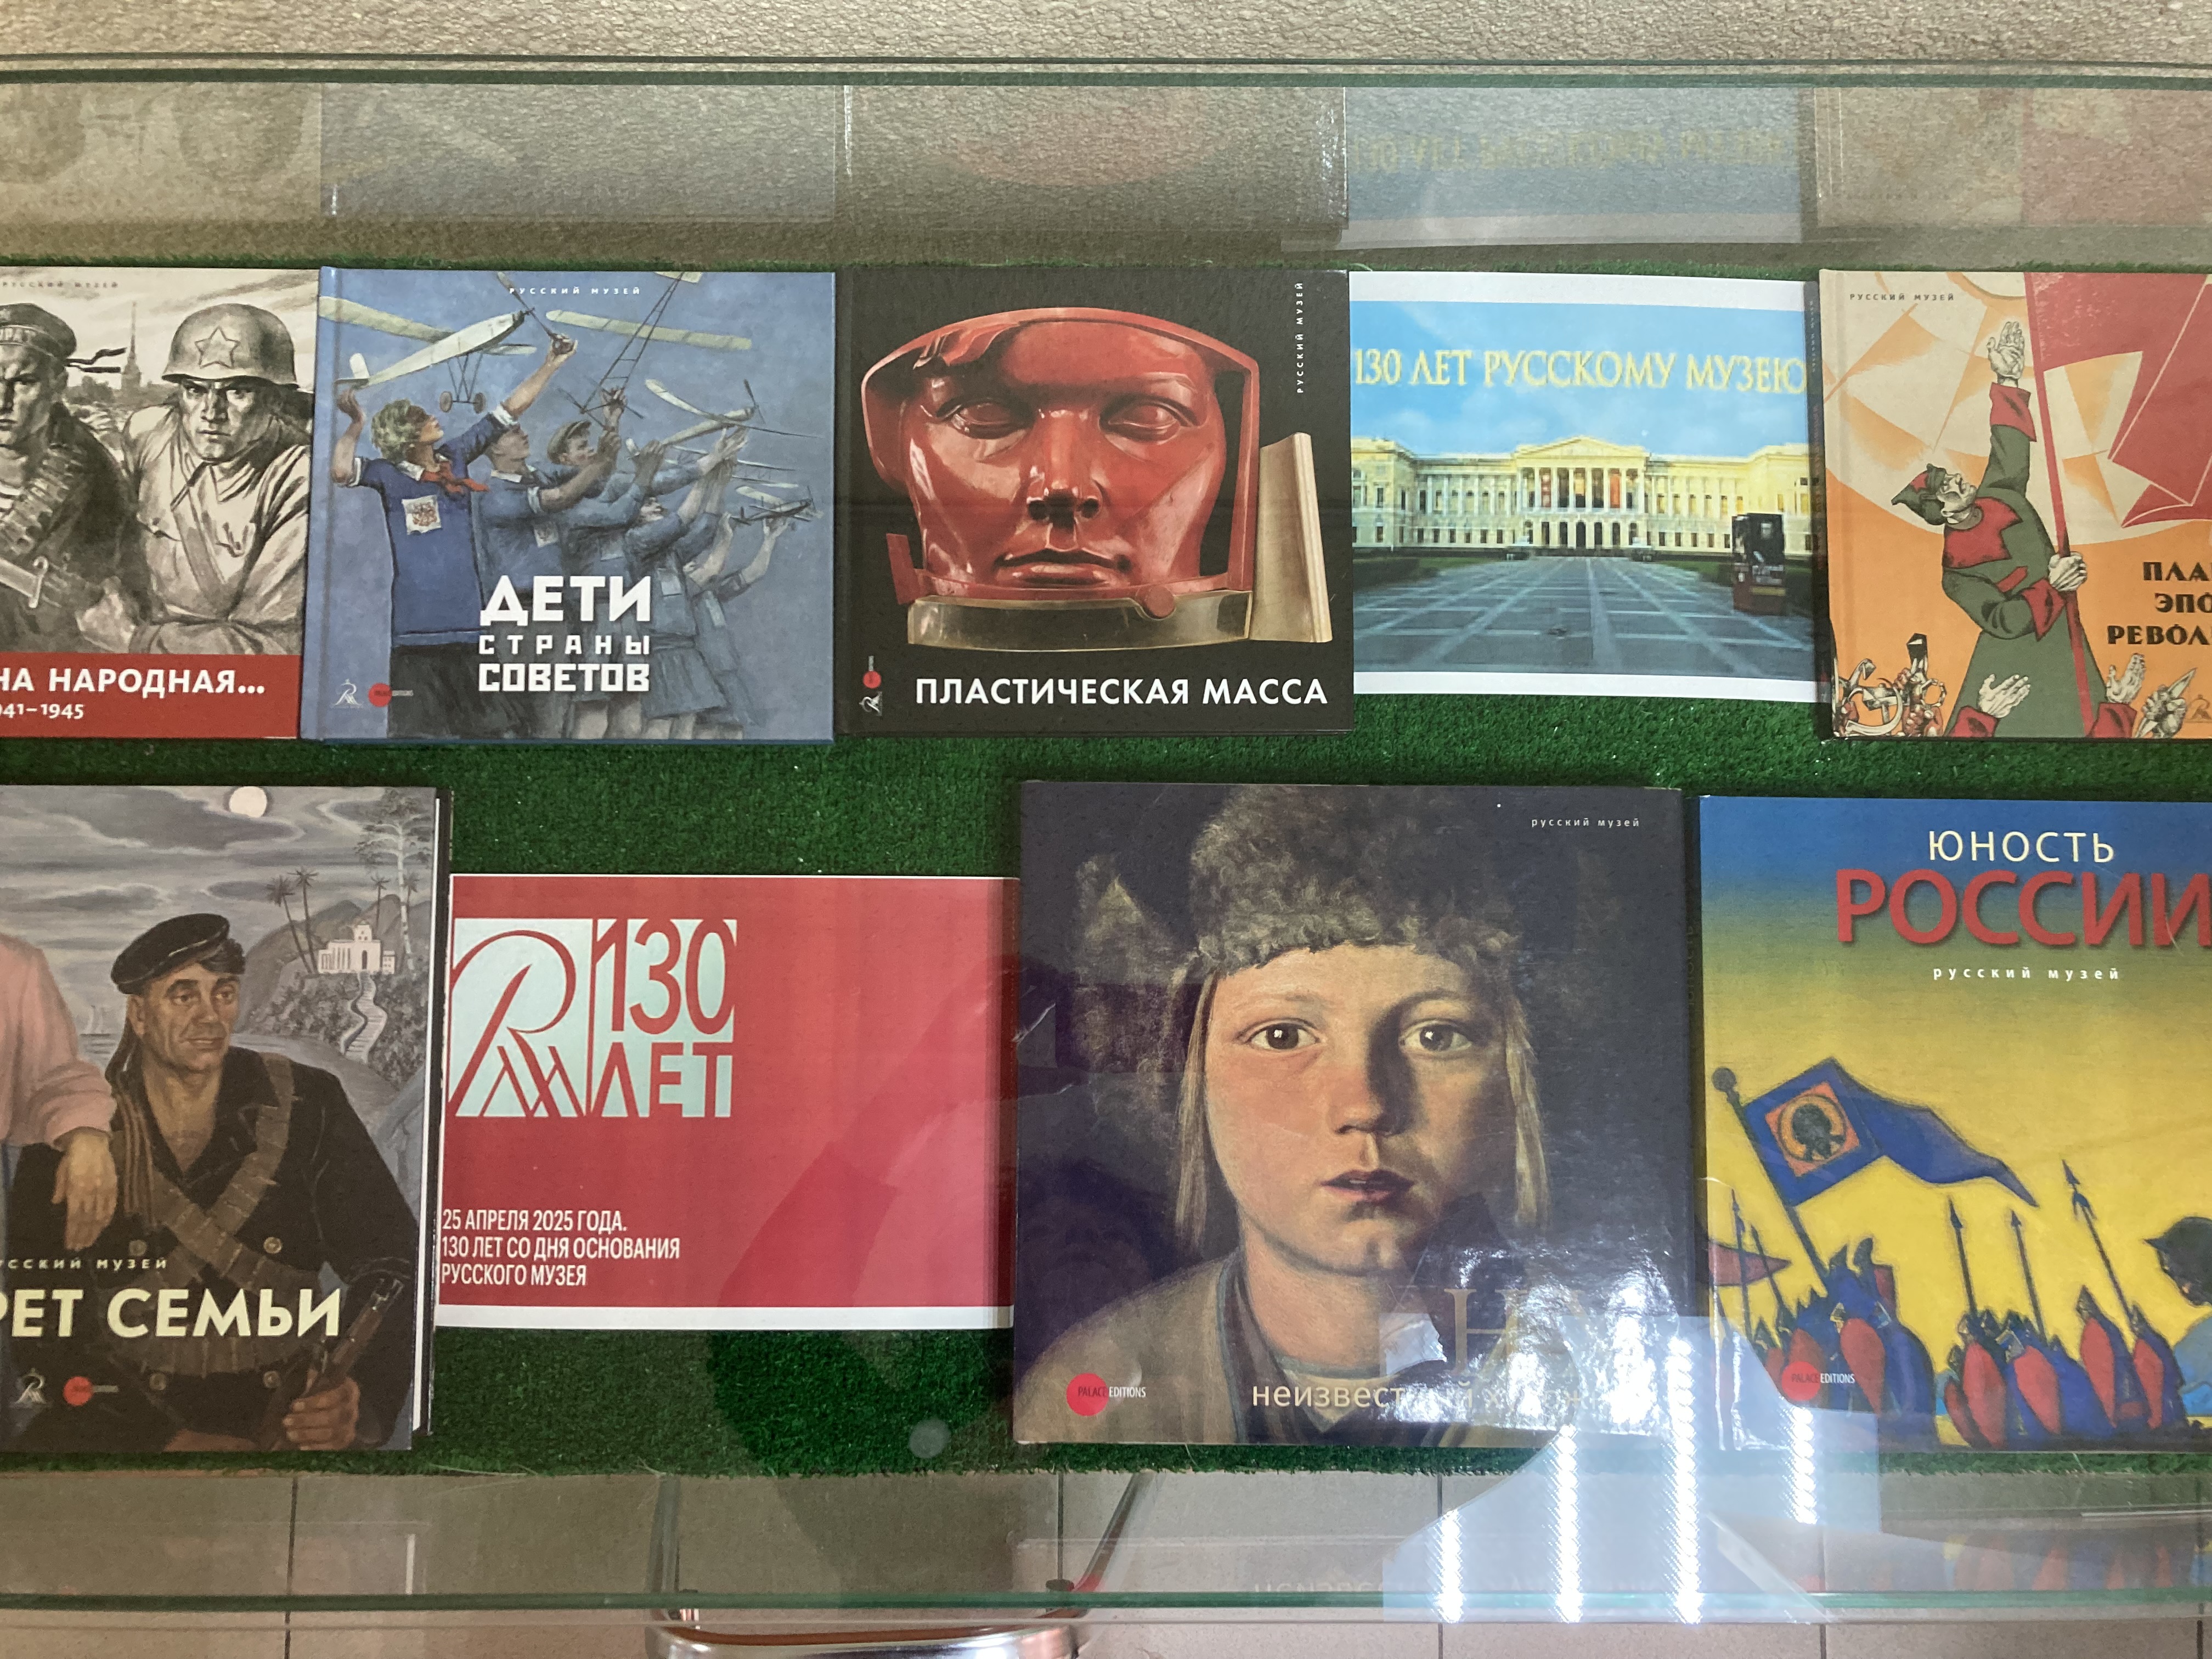 РУССКИЙ МУЗЕЙ
НА НАРОДНАЯ...
941–1945
РУССКИЙ МУЗЕЙ
ДЕТИ
СТРАНЫ
СОВЕТОВ
РУССКИЙ МУЗЕЙ
ПЛАСТИЧЕСКАЯ МАССА
130 ЛЕТ РУССКОМУ МУЗЕЮ
РУССКИЙ МУЗЕЙ
ПЛА
ЭПО
РЕВОЛ
УССКИЙ МУЗЕЙ
РЕТ СЕМЬИ
130
ЛЕТ
25 АПРЕЛЯ 2025 ГОДА.
130 ЛЕТ СО ДНЯ ОСНОВАНИЯ
РУССКОГО МУЗЕЯ
русский музей
PALACE EDITIONS
ЮНОСТЬ
РОССИИ
русский музей
PALACE EDITIONS